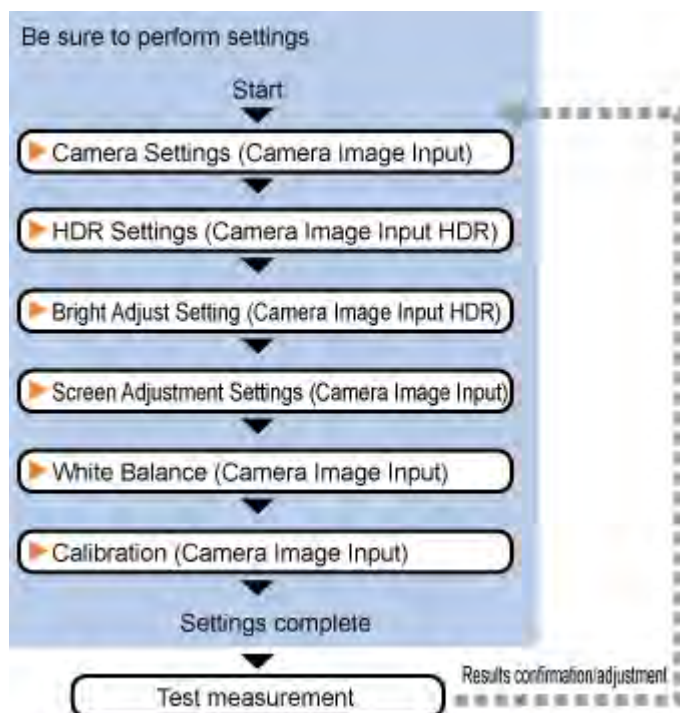 Be sure to perform settings
Start
Camera Settings (Camera Image Input)
HDR Settings (Camera Image Input HDR)
Bright Adjust Setting (Camera Image Input HDR)
Screen Adjustment Settings (Camera Image Input)
White Balance (Camera Image Input)
Calibration (Camera Image Input)
Settings complete
Results confirmation/adjustment
Test measurement